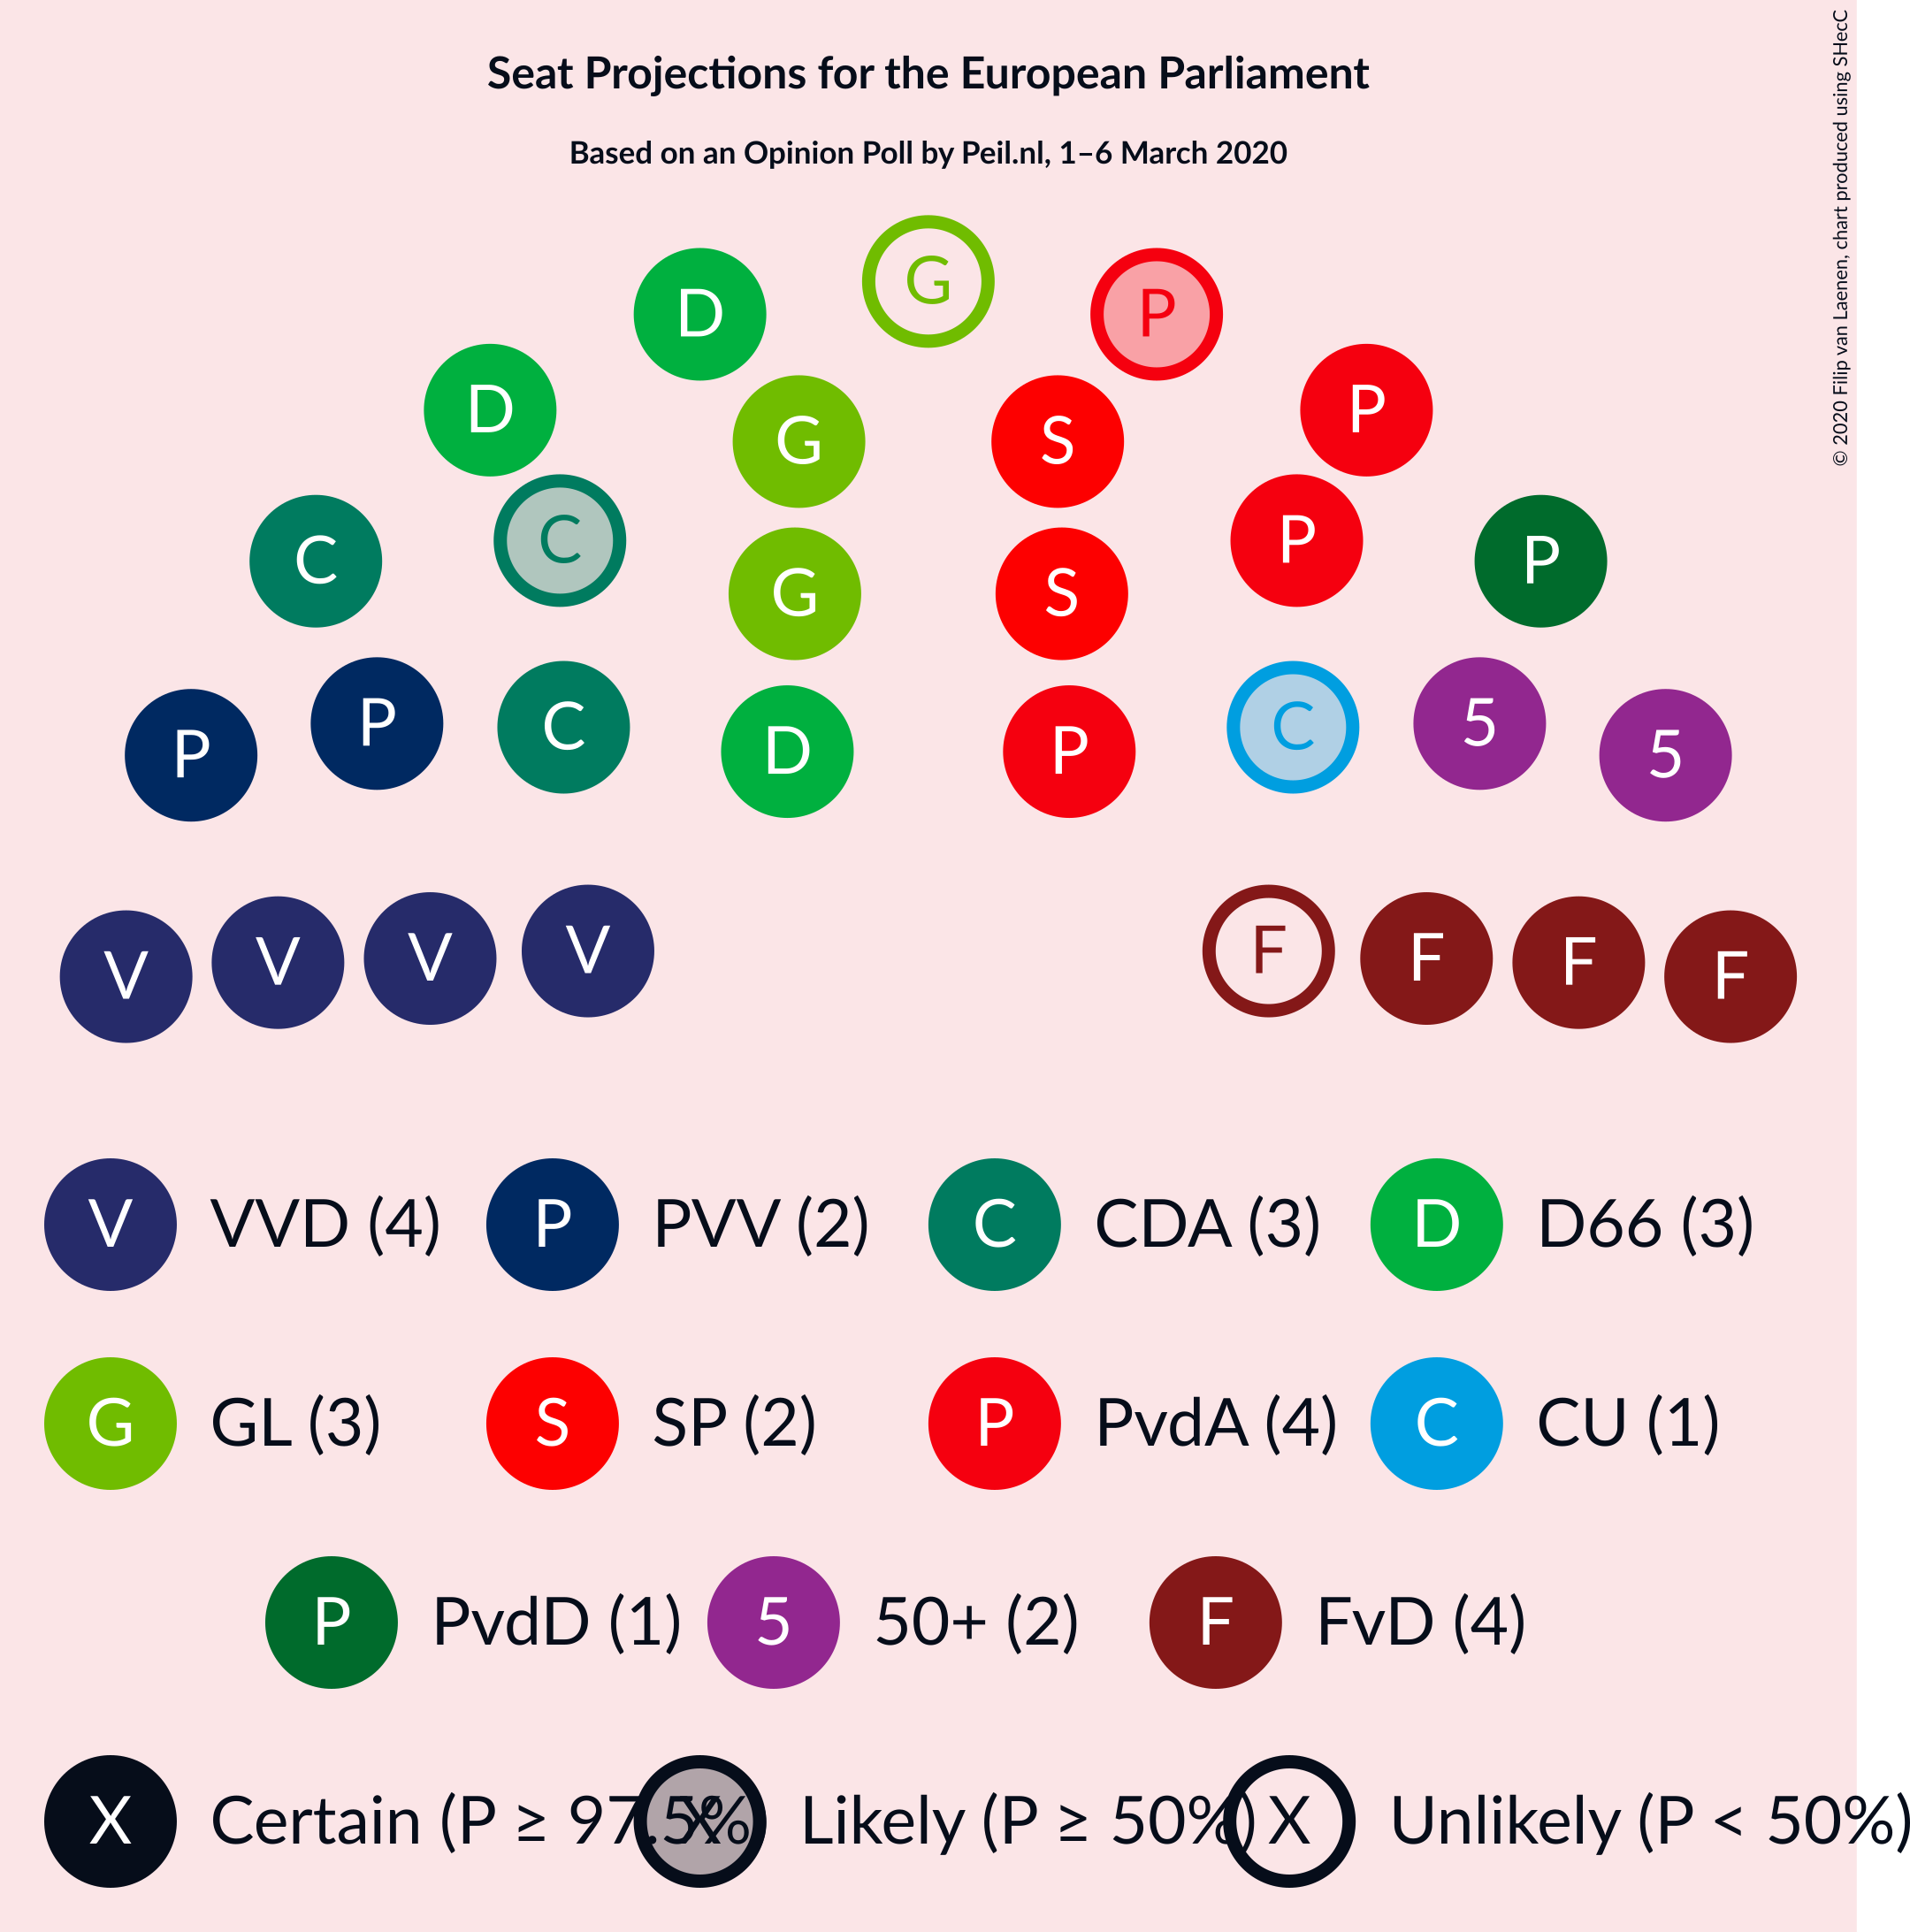 Seat Projections for the European Parliament
Based on an Opinion Poll by Peil.nl, 1–6 March 2020
© 2020 Filip van Laenen, chart produced using SHecC
G
D P
D P
G S
C P
C P
G S
P P C D P C 5 5
V V V V F F F F
V VVD (4) P PVV (2) C CDA (3) D D66 (3)
G GL (3) S SP (2) P PvdA (4) C CU (1)
P PvdD (1) 5 50+ (2) F FvD (4)
X Certain (P ≥ 97.5% X Likely (P ≥ 50%) X Unlikely (P < 50%)